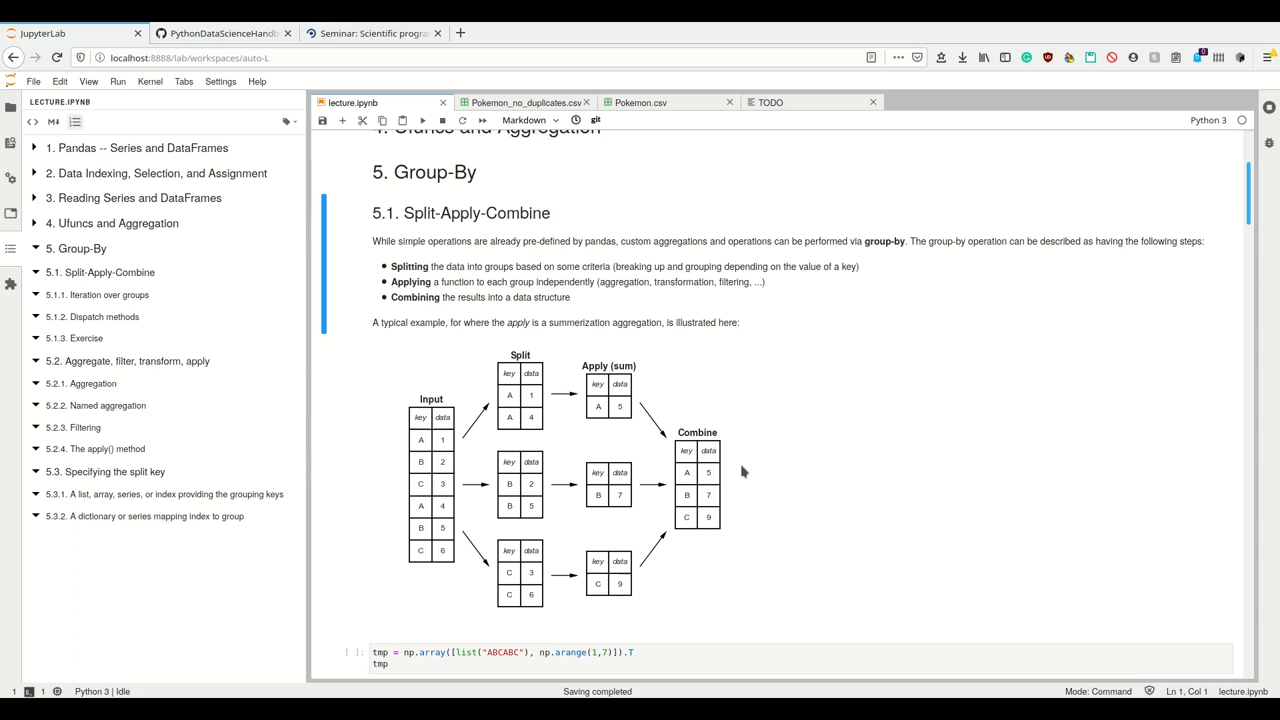 JupyterLab
PythonDataScienceHandb
Seminar: Scientific progra
localhost:8888/lab/workspaces/auto-L
File Edit View Run Kernel Tabs Settings Help
LECTURE.IPYNB
1. Pandas -- Series and DataFrames
2. Data Indexing, Selection, and Assignment
3. Reading Series and DataFrames
4. Ufuncs and Aggregation
5. Group-By
5.1. Split-Apply-Combine
5.1.1. Iteration over groups
5.1.2. Dispatch methods
5.1.3. Exercise
5.2. Aggregate, filter, transform, apply
5.2.1. Aggregation
5.2.2. Named aggregation
5.2.3. Filtering
5.2.4. The apply() method
5.3. Specifying the split key
5.3.1. A list, array, series, or index providing the grouping keys
5.3.2. A dictionary or series mapping index to group
lecture.ipynb
Pokemon_no_duplicates.csv
Pokemon.csv
TODO
Markdown
git
Python 3
4. Ufuncs and Aggregation
5. Group-By
5.1. Split-Apply-Combine
While simple operations are already pre-defined by pandas, custom aggregations and operations can be performed via group-by. The group-by operation can be described as having the following steps:
• Splitting the data into groups based on some criteria (breaking up and grouping depending on the value of a key)
• Applying a function to each group independently (aggregation, transformation, filtering, ...)
• Combining the results into a data structure
A typical example, for where the apply is a summerization aggregation, is illustrated here:
Input
key data
A 1
B 2
C 3
A 4
B 5
C 6
Split
key data
A 1
A 4
key data
B 2
B 5
key data
C 3
C 6
Apply (sum)
key data
A 5
key data
B 7
key data
C 9
Combine
key data
A 5
B 7
C 9
[ ]:
tmp = np.array([list("ABCABC"), np.arange(1,7)]).T
tmp
1
1
Python 3 | Idle
Saving completed
Mode: Command
Ln 1, Col 1
lecture.ipynb